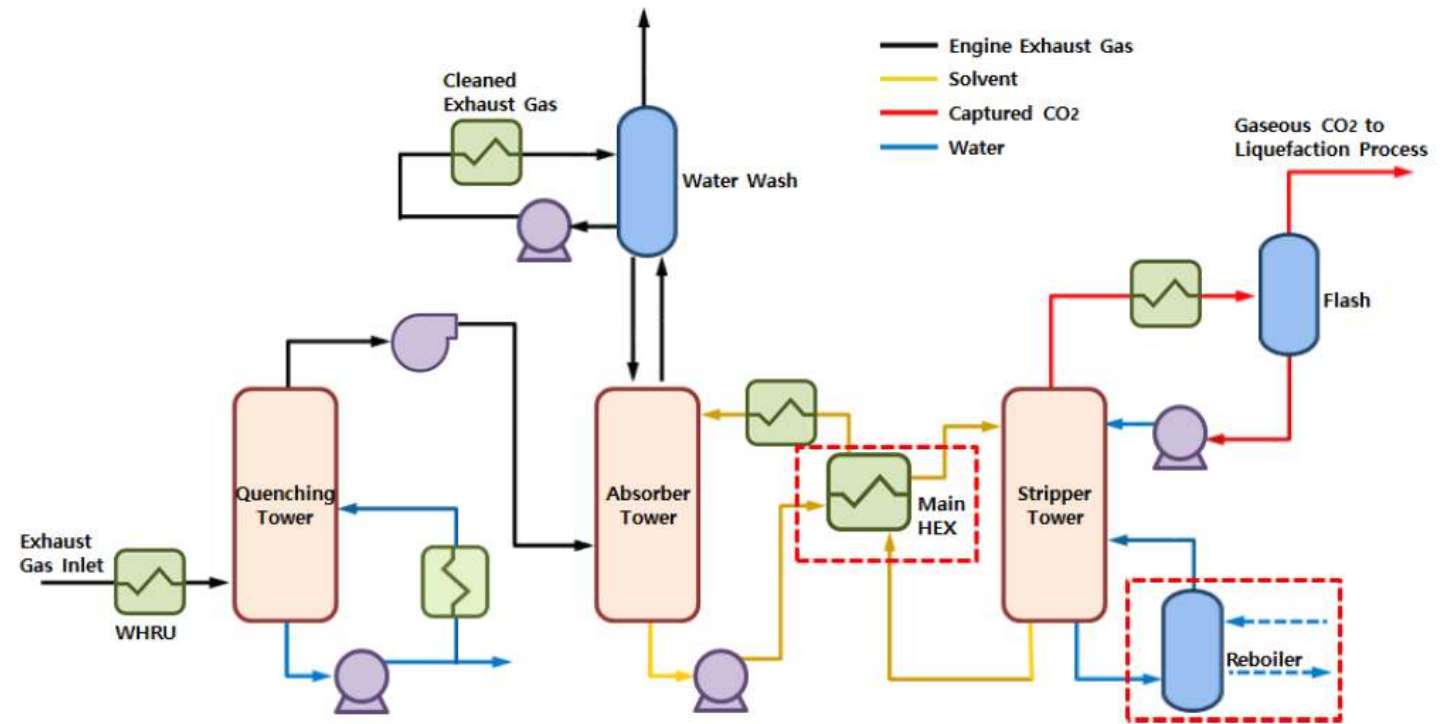 Engine Exhaust Gas
Solvent
Captured CO2
Water
Cleaned
Exhaust Gas
Water Wash
Gaseous CO2 to
Liquefaction Process
Flash
Quenching
Tower
Absorber
Tower
Main
HEX
Stripper
Tower
Exhaust
Gas Inlet
WHRU
Reboiler